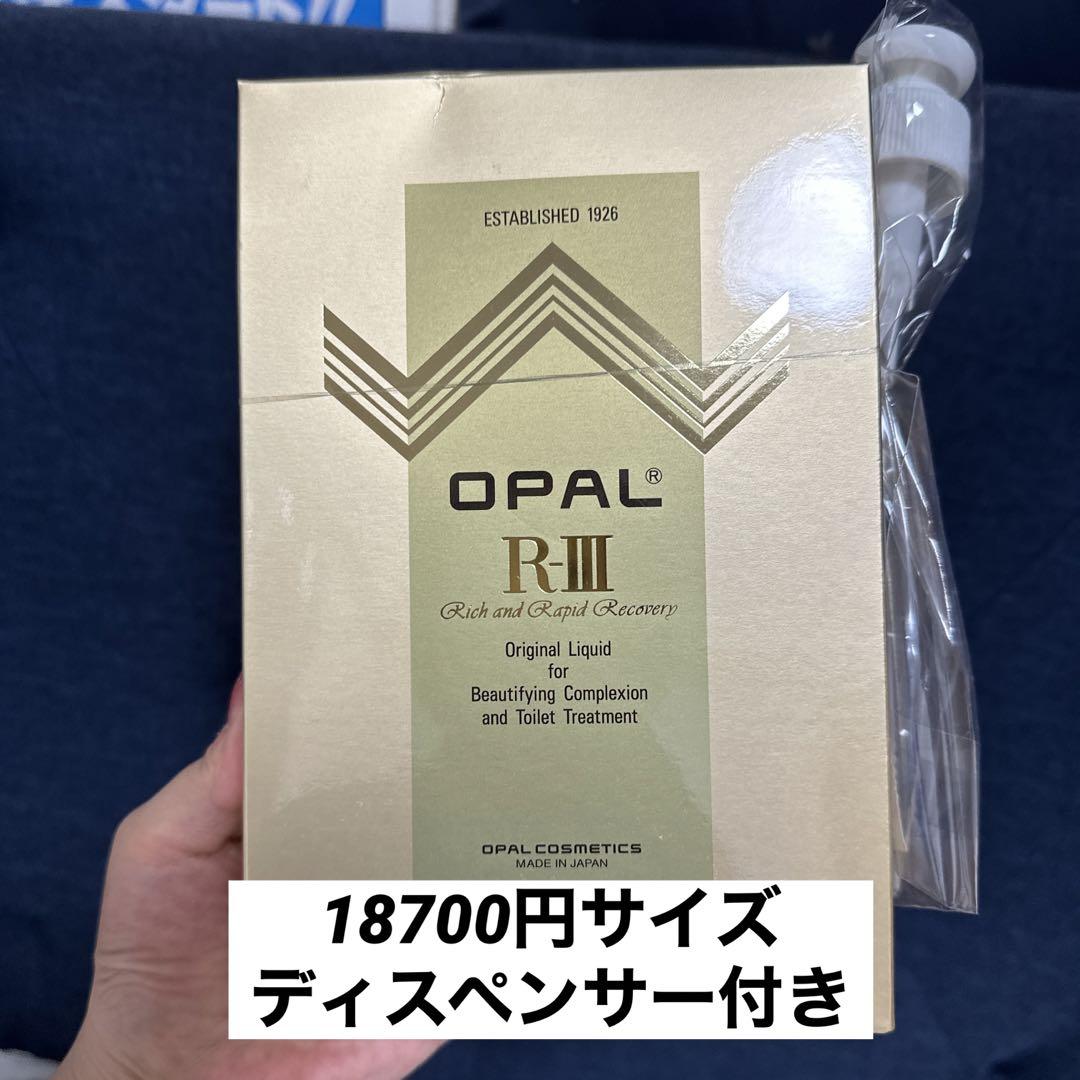 ESTABLISHED 1926
OPAL®
R-III
Rich and Rapid Recovery
Original Liquid
for
Beautifying Complexion
and Toilet Treatment
OPAL COSMETICS
MADE IN JAPAN
18700円サイズ
ディスペンサー付き